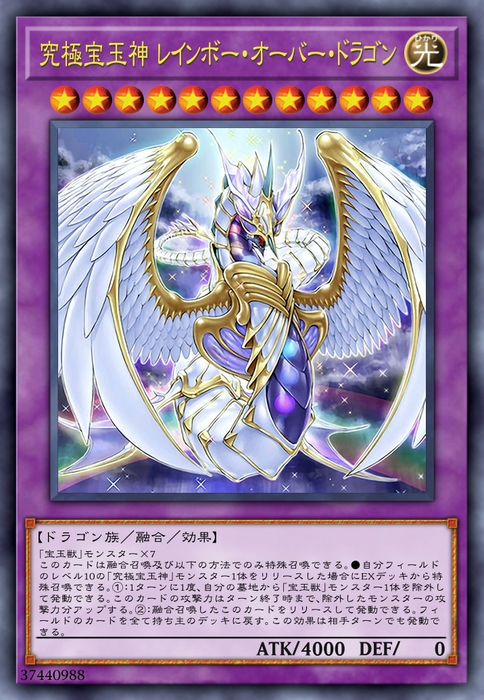 究極宝玉神 レインボー・オーバー・ドラゴン
ひかり
光
【ドラゴン族／融合／効果】
「宝玉獣」モンスター×7
このカードは融合召喚及び以下の方法でのみ特殊召喚できる。●自分フィールド
のレベル10の「究極宝玉神」モンスター1体をリリースした場合にEXデッキから特
殊召喚できる。①:1ターンに1度、自分の墓地から「宝玉獣」モンスター1体を除外し
て発動できる。このカードの攻撃力はターン終了時まで、除外したモンスターの攻
撃力分アップする。②:融合召喚したこのカードをリリースして発動できる。フィ
ールドのカードを全て持ち主のデッキに戻す。この効果は相手ターンでも発動で
きる。
ATK/4000 DEF/ 0
37440988